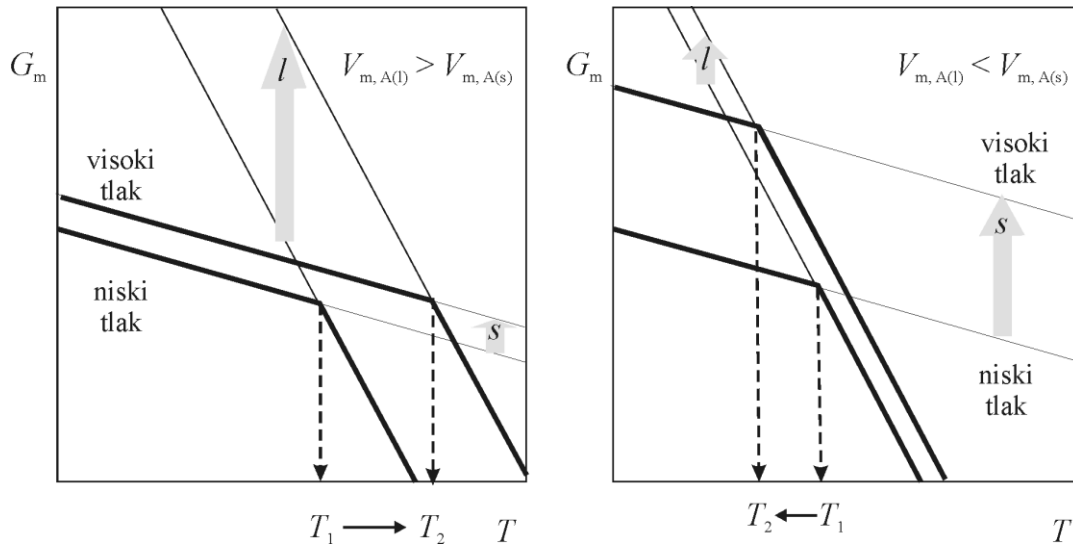 G_m
l
V_m, A(l) > V_m, A(s)
visoki
tlak
niski
tlak
s
T_1 → T_2
T
G_m
l
V_m, A(l) < V_m, A(s)
visoki
tlak
s
niski
tlak
T_2 ← T_1
T